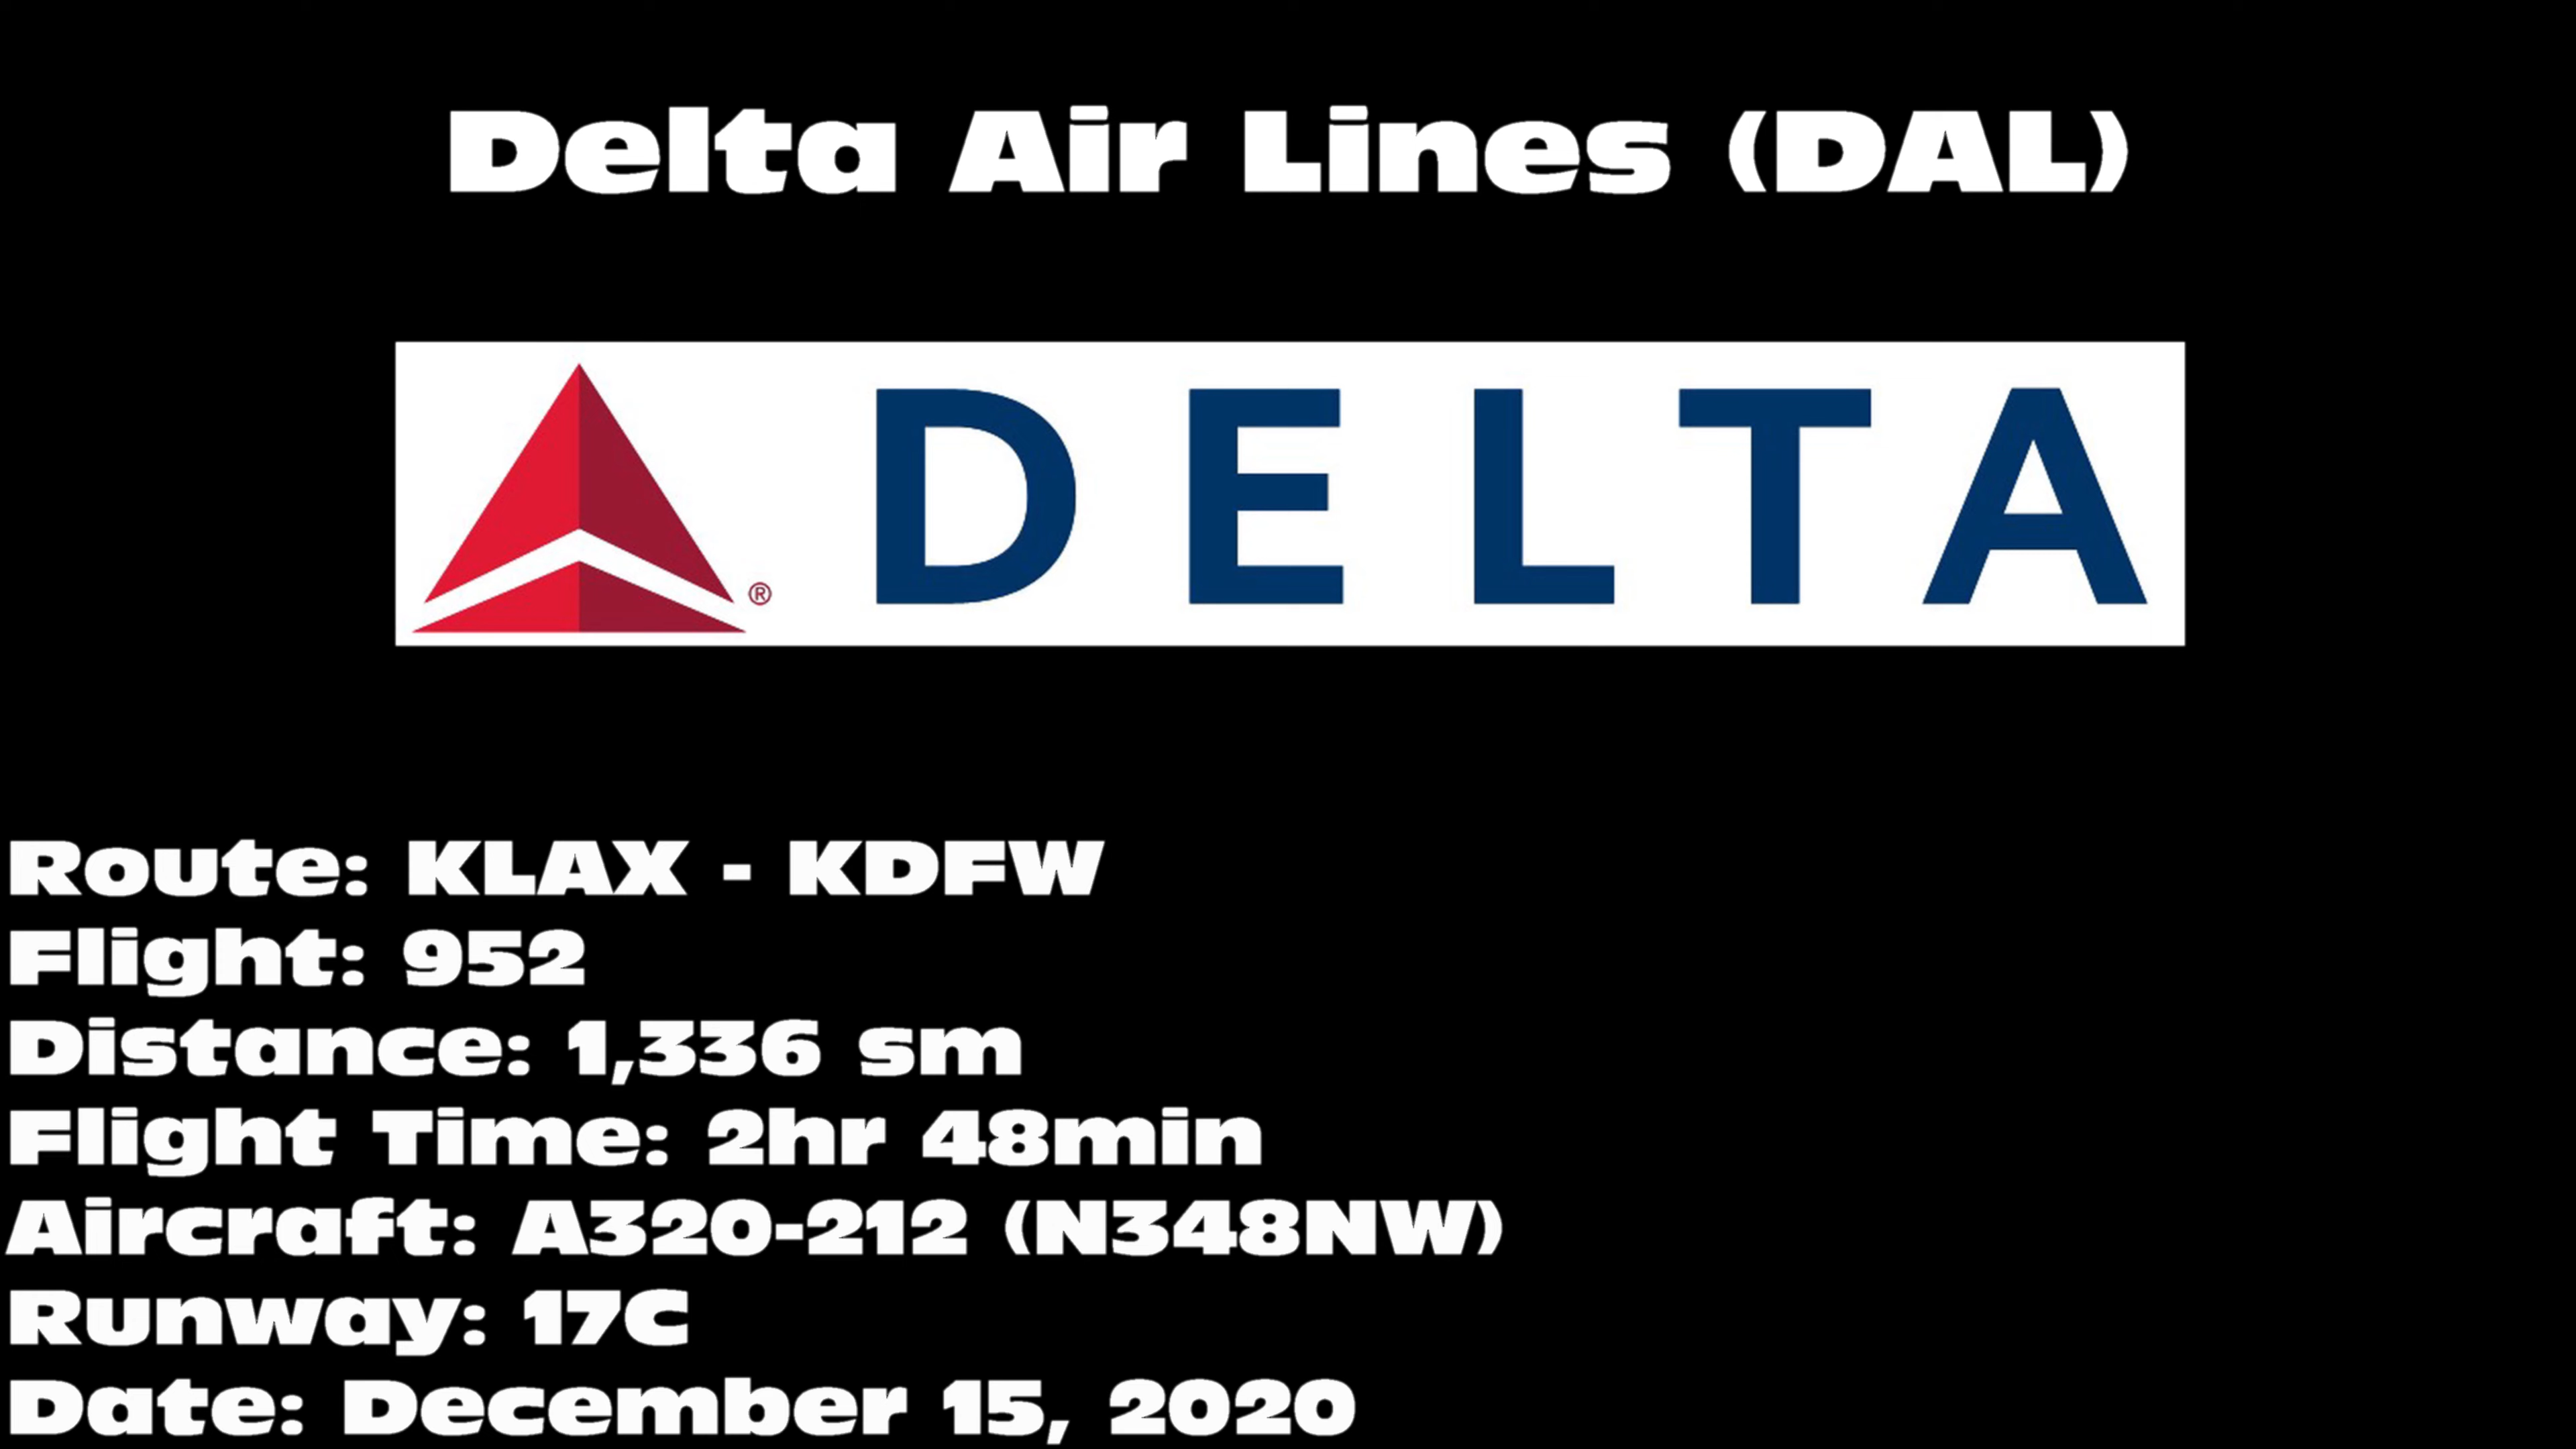 Delta Air Lines (DAL)
® DELTA
Route: KLAX - KDFW
Flight: 952
Distance: 1,336 sm
Flight Time: 2hr 48min
Aircraft: A320-212 (N348NW)
Runway: 17C
Date: December 15, 2020